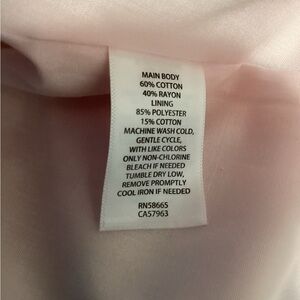 MAIN BODY
60% COTTON
40% RAYON
LINING
85% POLYESTER
15% COTTON
MACHINE WASH COLD,
GENTLE CYCLE,
WITH LIKE COLORS
ONLY NON-CHLORINE
BLEACH IF NEEDED
TUMBLE DRY LOW,
REMOVE PROMPTLY
COOL IRON IF NEEDED
RN58665
CA57963